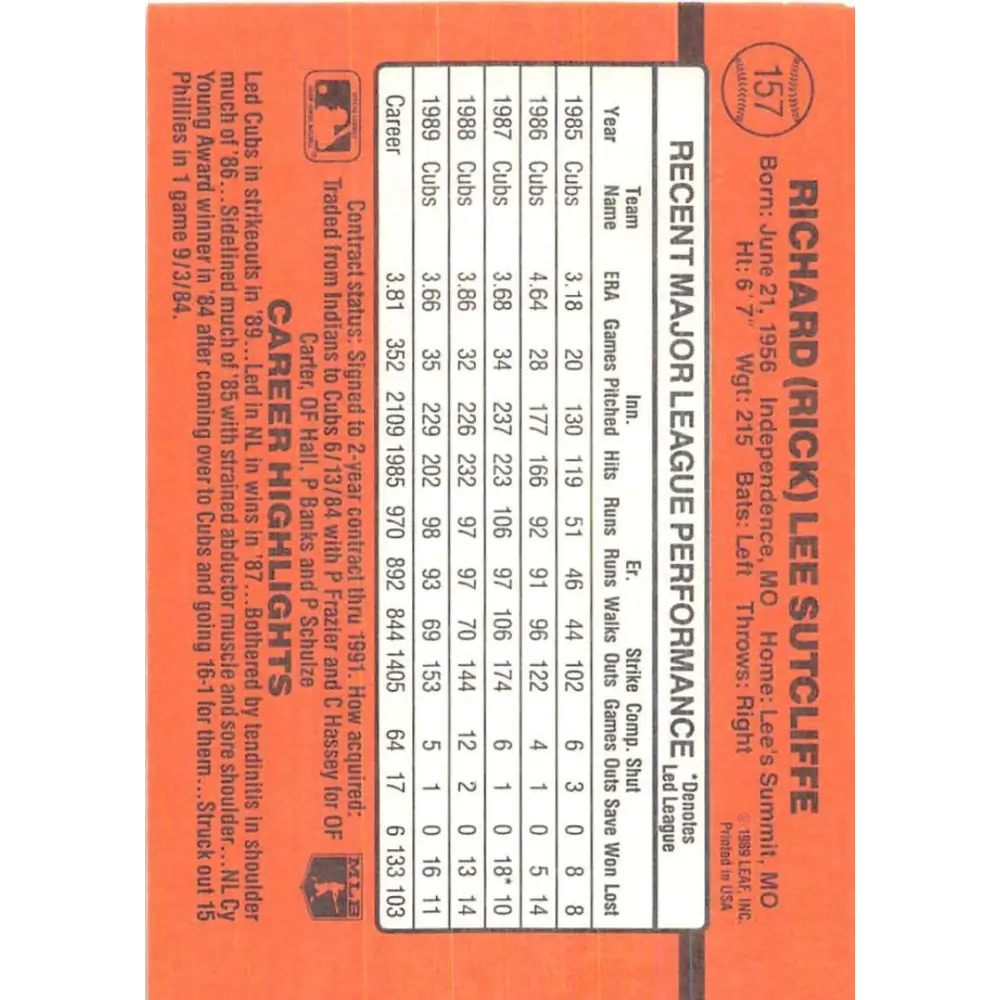 157
RICHARD (RICK) LEE SUTCLIFFE
© 1989 LEAF, INC.
Printed in USA
Born: June 21, 1956 Independence, MO Home: Lee's Summit, MO
Ht: 6'7" Wgt: 215 Bats: Left Throws: Right
RECENT MAJOR LEAGUE PERFORMANCE *Denotes Led League
Year Team Name ERA Games Inn. Pitched Hits Runs Er. Runs Walks Strike Outs Comp. Games Shut Outs Save Won Lost
1985 Cubs 3.18 20 130 119 51 46 44 102 6 3 0 8 8
1986 Cubs 4.64 28 177 166 92 91 96 122 4 1 0 5 14
1987 Cubs 3.68 34 237 223 106 97 106 174 6 1 0 18* 10
1988 Cubs 3.86 32 226 232 97 97 70 144 12 2 0 13 14
1989 Cubs 3.66 35 229 202 98 93 69 153 5 1 0 16 11
Career 3.81 352 2109 1985 970 892 844 1405 64 17 6 133 103
Contract status: Signed to 2-year contract thru 1991. How acquired:
Traded from Indians to Cubs 6/13/84 with P Frazier and C Hassey for OF
Carter, OF Hall, P Banks and P Schulze
MLB
CAREER HIGHLIGHTS
Led Cubs in strikeouts in '89...Led in NL in wins in '87...Bothered by tendinitis in shoulder
much of '86...Sidelined much of '85 with strained abductor muscle and sore shoulder...NL Cy
Young Award winner in '84 after coming over to Cubs and going 16-1 for them...Struck out 15
Phillies in 1 game 9/3/84.